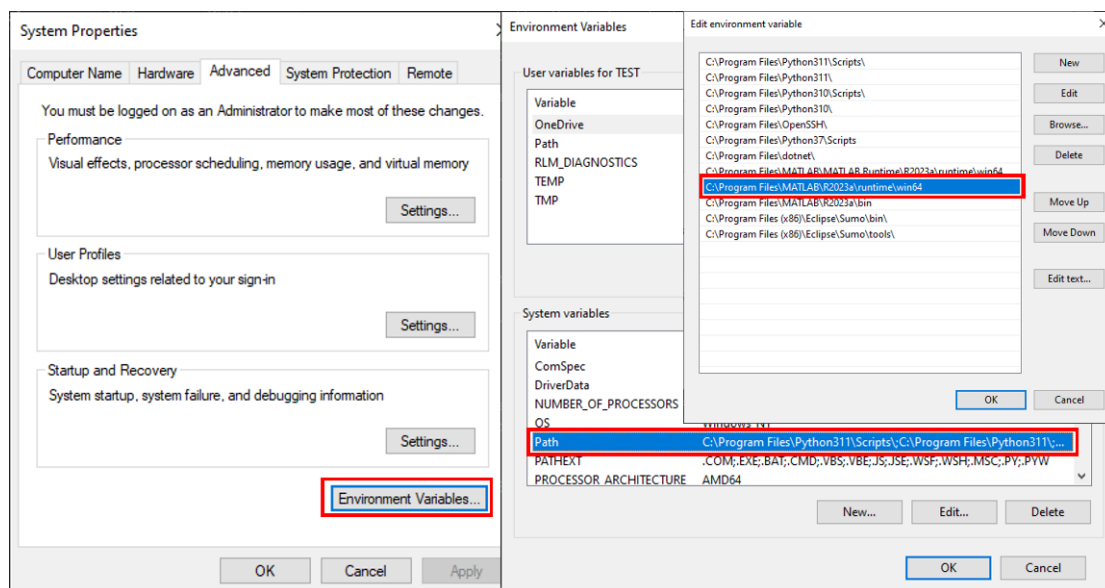 System Properties
Computer Name Hardware Advanced System Protection Remote
You must be logged on as an Administrator to make most of these changes.
Performance
Visual effects, processor scheduling, memory usage, and virtual memory
Settings...
User Profiles
Desktop settings related to your sign-in
Settings...
Startup and Recovery
System startup, system failure, and debugging information
Settings...
Environment Variables...
OK Cancel Apply
Environment Variables
User variables for TEST
Variable
OneDrive
Path
RLM_DIAGNOSTICS
TEMP
TMP
System variables
Variable
ComSpec
DriverData
NUMBER_OF_PROCESSORS
OS Windows_NT
Path C:\Program Files\Python311\Scripts\;C:\Program Files\Python311\;...
PATHEXT .COM;.EXE;.BAT;.CMD;.VBS;.VBE;.JS;.JSE;.WSF;.WSH;.MSC;.PY;.PYW
PROCESSOR_ARCHITECTURE AMD64
New... Edit... Delete
OK Cancel
Edit environment variable
C:\Program Files\Python311\Scripts\
C:\Program Files\Python311\
C:\Program Files\Python310\Scripts\
C:\Program Files\Python310\
C:\Program Files\OpenSSH\
C:\Program Files\Python37\Scripts
C:\Program Files\dotnet\
C:\Program Files\MATLAB\MATLAB Runtime\R2023a\runtime\win64
C:\Program Files\MATLAB\R2023a\runtime\win64
C:\Program Files\MATLAB\R2023a\bin
C:\Program Files (x86)\Eclipse\Sumo\bin\
C:\Program Files (x86)\Eclipse\Sumo\tools\
New
Edit
Browse...
Delete
Move Up
Move Down
Edit text...
OK Cancel